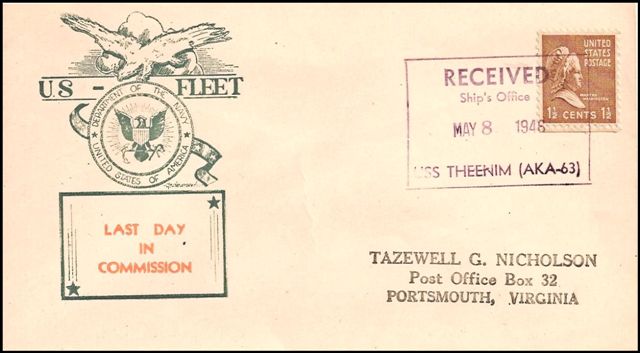 U.S - FLEET
DEPARTMENT OF THE NAVY
UNITED STATES OF AMERICA
LAST DAY
IN
COMMISSION
RECEIVED
Ship's Office
MAY 8 1946
USS THEENIM (AKA-63)
UNITED
STATES
POSTAGE
MARTHA
WASHINGTON
1½ CENTS 1½
TAZEWELL G. NICHOLSON
Post Office Box 32
PORTSMOUTH, VIRGINIA